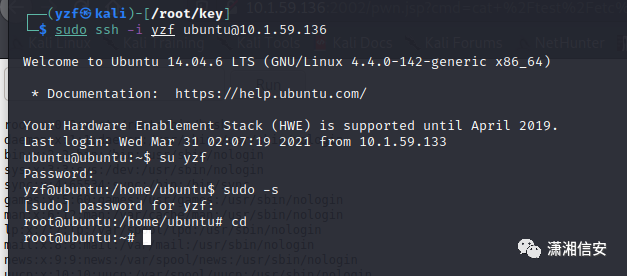 ┌──(yzf㉿kali)-[/root/key]
└─$ sudo ssh -i yzf ubuntu@10.1.59.136
Welcome to Ubuntu 14.04.6 LTS (GNU/Linux 4.4.0-142-generic x86_64)
* Documentation:  https://help.ubuntu.com/
Your Hardware Enablement Stack (HWE) is supported until April 2019.
Last login: Wed Mar 31 02:07:19 2021 from 10.1.59.133
ubuntu@ubuntu:~$ su yzf
Password:
yzf@ubuntu:/home/ubuntu$ sudo -s
[sudo] password for yzf:
root@ubuntu:/home/ubuntu# cd
root@ubuntu:~#
潇湘信安